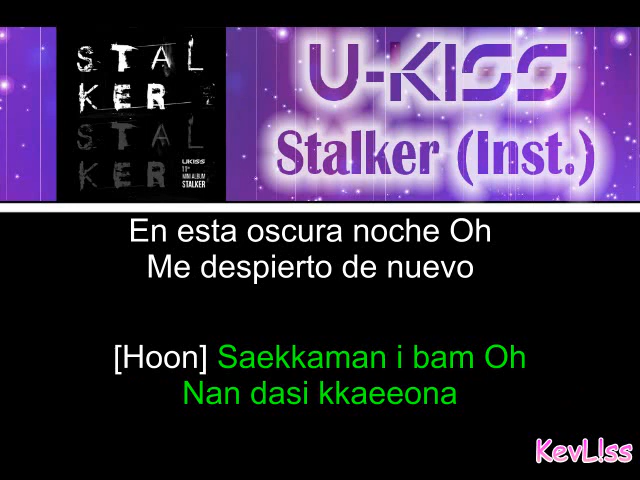 STAL
KER
STAL
KER
UKISS
11th
MINI ALBUM
STALKER
U-KISS
Stalker (Inst.)
En esta oscura noche Oh
Me despierto de nuevo
[Hoon] Saekkaman i bam Oh
Nan dasi kkaeeona
KevL!ss